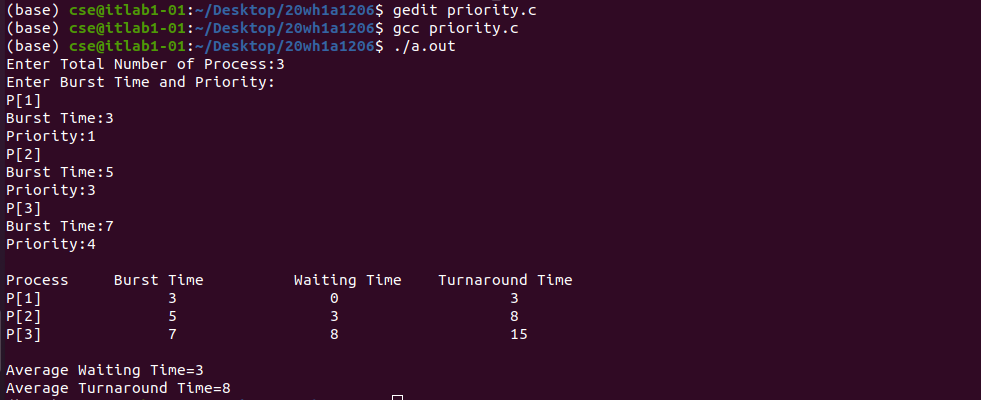 (base) cse@itlab1-01:~/Desktop/20wh1a1206$ gedit priority.c
(base) cse@itlab1-01:~/Desktop/20wh1a1206$ gcc priority.c
(base) cse@itlab1-01:~/Desktop/20wh1a1206$ ./a.out
Enter Total Number of Process:3
Enter Burst Time and Priority:
P[1]
Burst Time:3
Priority:1
P[2]
Burst Time:5
Priority:3
P[3]
Burst Time:7
Priority:4
Process Burst Time Waiting Time Turnaround Time
P[1] 3 0 3
P[2] 5 3 8
P[3] 7 8 15
Average Waiting Time=3
Average Turnaround Time=8